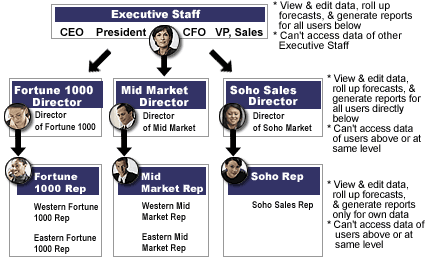 Executive Staff
CEO President CFO VP, Sales
* View & edit data, roll up
forecasts, & generate reports
for all users below
* Can't access data of other
Executive Staff
Fortune 1000
Director
Director
of Fortune 1000
Mid Market
Director
Director
of Mid Market
Soho Sales
Director
Director
of Soho Market
* View & edit data,
roll up forecasts, &
generate reports for
all users directly
below
* Can't access data
of users above or at
same level
Fortune
1000 Rep
Western Fortune
1000 Rep
Eastern Fortune
1000 Rep
Mid
Market Rep
Western Mid
Market Rep
Eastern Mid
Market Rep
Soho Rep
Soho Sales Rep
* View & edit data,
roll up forecasts,
& generate reports
only for own data
* Can't access data of
users above or at
same level